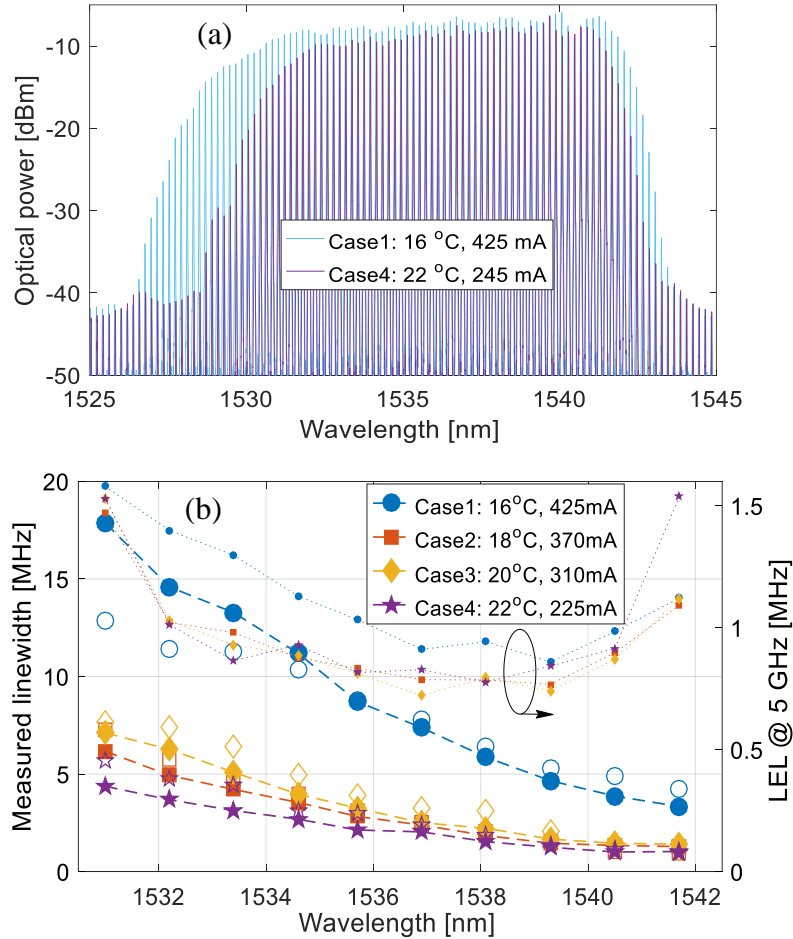 (a)
Optical power [dBm]
-10
-20
-30
-40
-50
Case1: 16 °C, 425 mA
Case4: 22 °C, 245 mA
1525 1530 1535 1540 1545
Wavelength [nm]
(b)
Measured linewidth [MHz]
20
15
10
5
0
Case1: 16°C, 425mA
Case2: 18°C, 370mA
Case3: 20°C, 310mA
Case4: 22°C, 225mA
1.5
1
0.5
0
LEL @ 5 GHz [MHz]
1532 1534 1536 1538 1540 1542
Wavelength [nm]